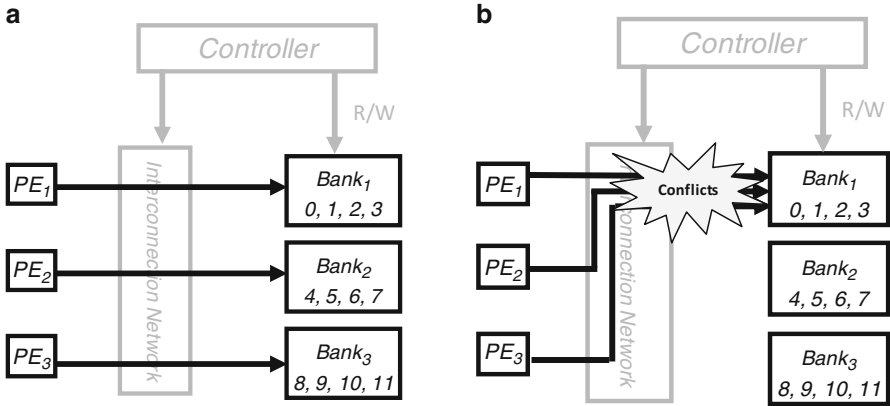 a
Controller
R/W
Interconnection Network
PE1
Bank1
0, 1, 2, 3
PE2
Bank2
4, 5, 6, 7
PE3
Bank3
8, 9, 10, 11
b
Controller
R/W
connection Network
Conflicts
PE1
Bank1
0, 1, 2, 3
PE2
Bank2
4, 5, 6, 7
PE3
Bank3
8, 9, 10, 11